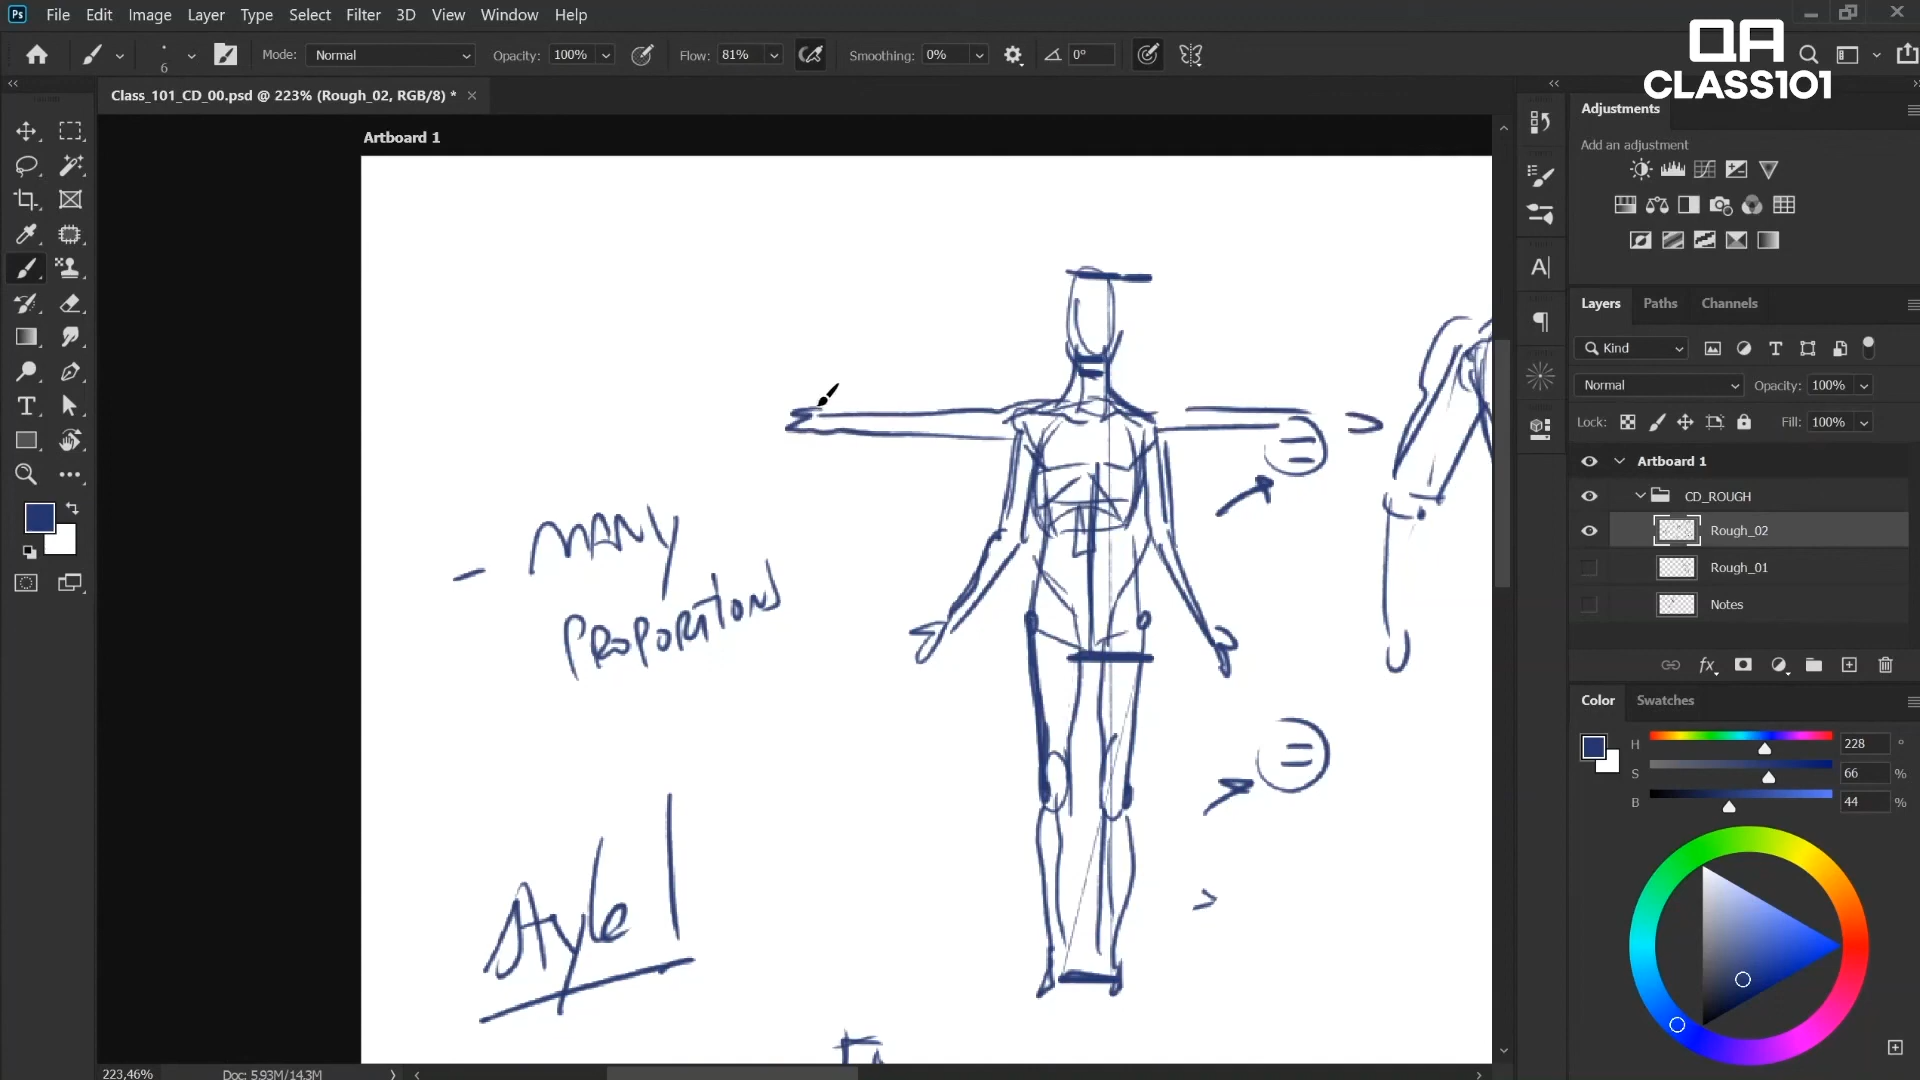 Ps File Edit Image Layer Type Select Filter 3D View Window Help
6 Mode: Normal Opacity: 100% Flow: 81% Smoothing: 0% 0°
CLASS101
Class_101_CD_00.psd @ 223% (Rough_02, RGB/8) *
Artboard 1
- MANY
PROPORTIONS
Style 1
Adjustments
Add an adjustment
Layers Paths Channels
Kind
Normal Opacity: 100%
Lock: Fill: 100%
Artboard 1
CD_ROUGH
Rough_02
Rough_01
Notes
Color Swatches
H 228 °
S 66 %
B 44 %
223,46% Doc: 5.93M/14.3M